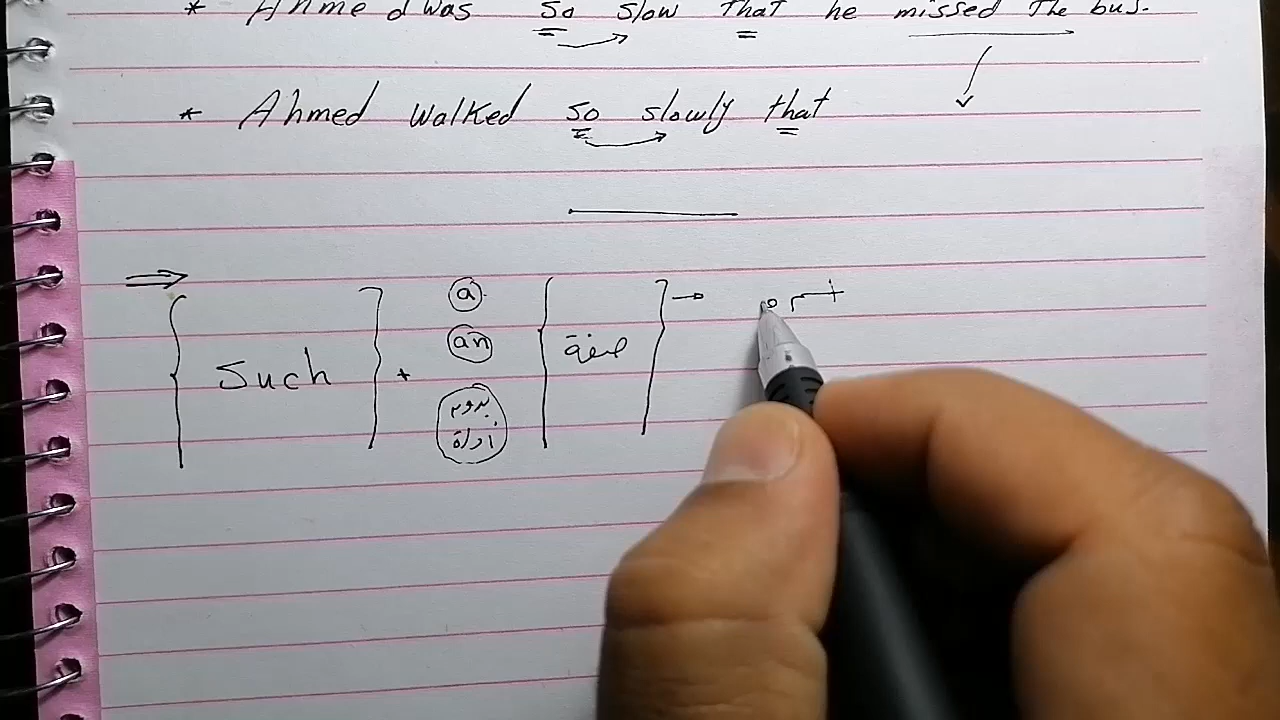 * Ahmed was so slow that he missed the bus.
* Ahmed walked so slowly that
Such + a an بدون أداة صفة